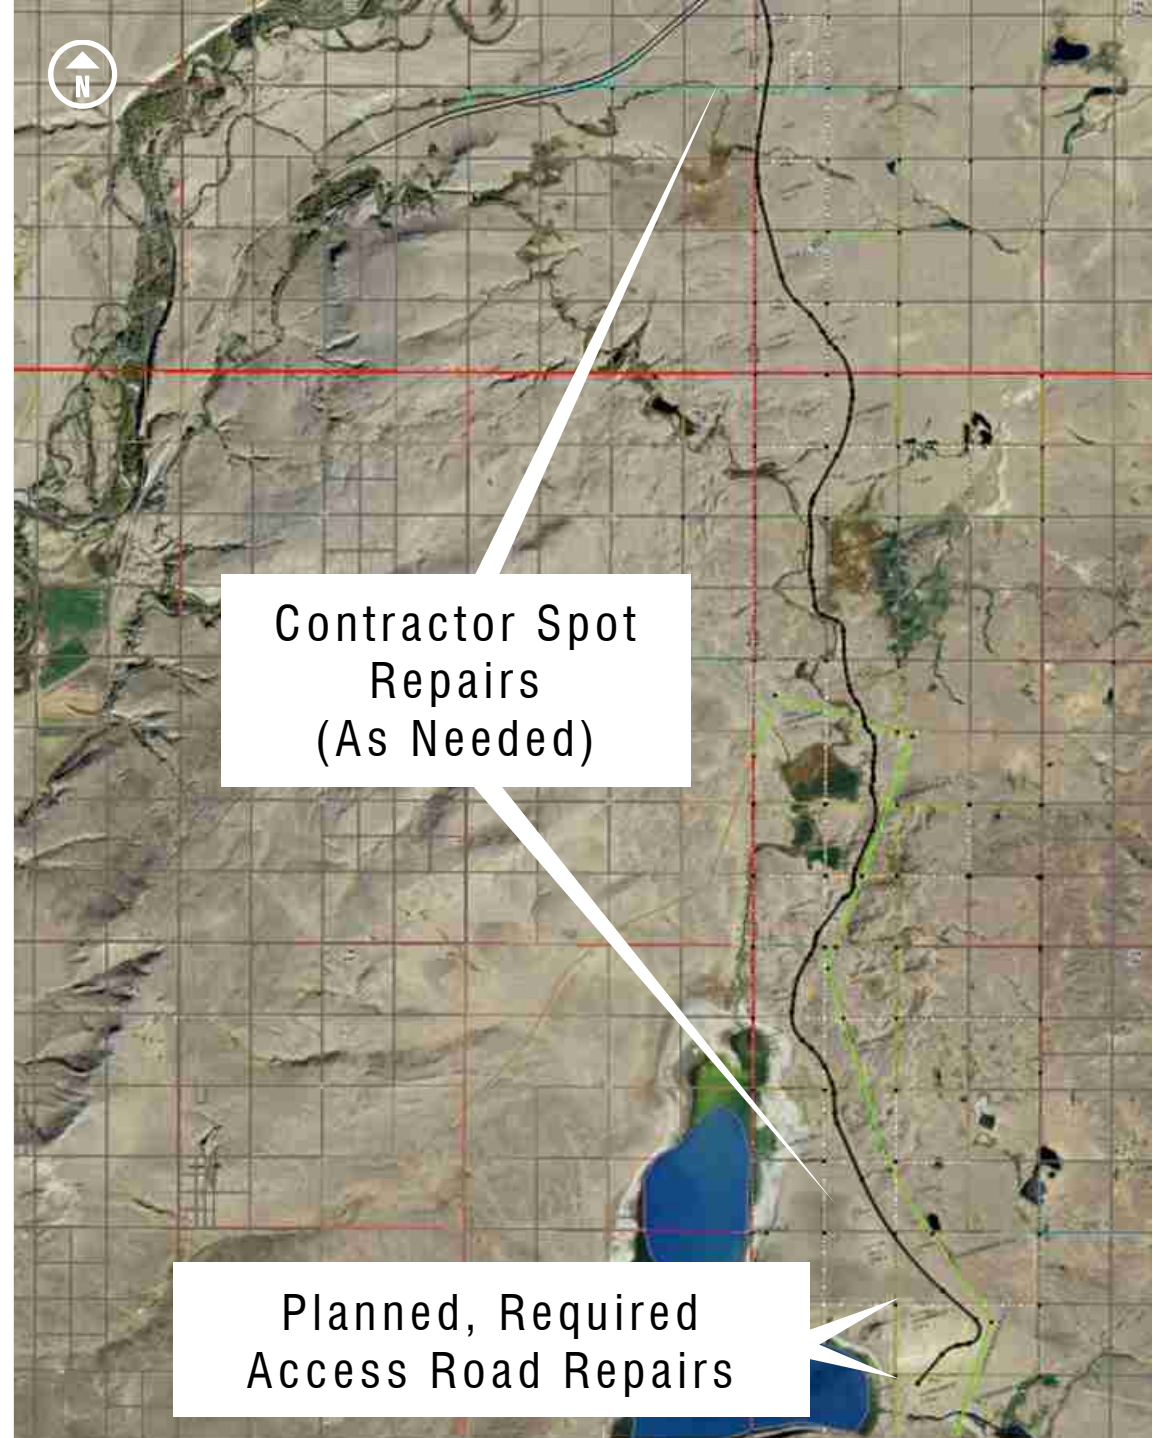 N
Contractor Spot
Repairs
(As Needed)
Planned, Required
Access Road Repairs